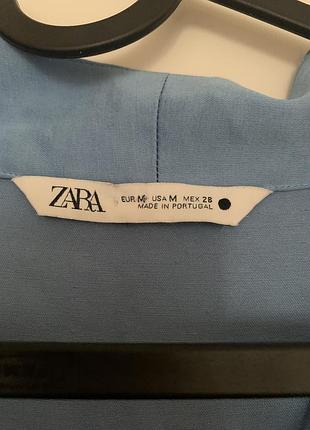 ZARA
EUR M USA M MEX 28
MADE IN PORTUGAL